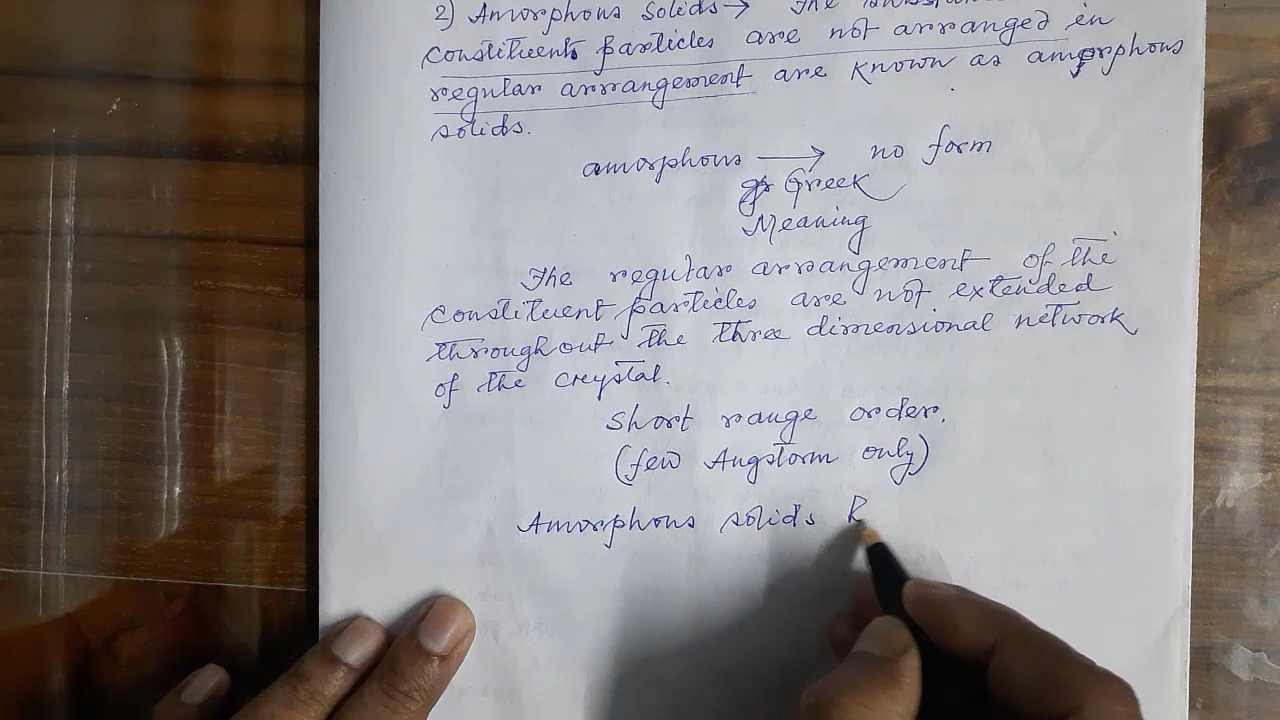 2) Amorphous Solids → The
constituents particles are not arranged in
regular arrangement are known as amorphous
solids.
amorphous → no form
Greek
Meaning
The regular arrangement of the
constituent particles are not extended
throughout the three dimensional network
of the crystal.
Short range order.
(few Angstorm only)
Amorphous solids R